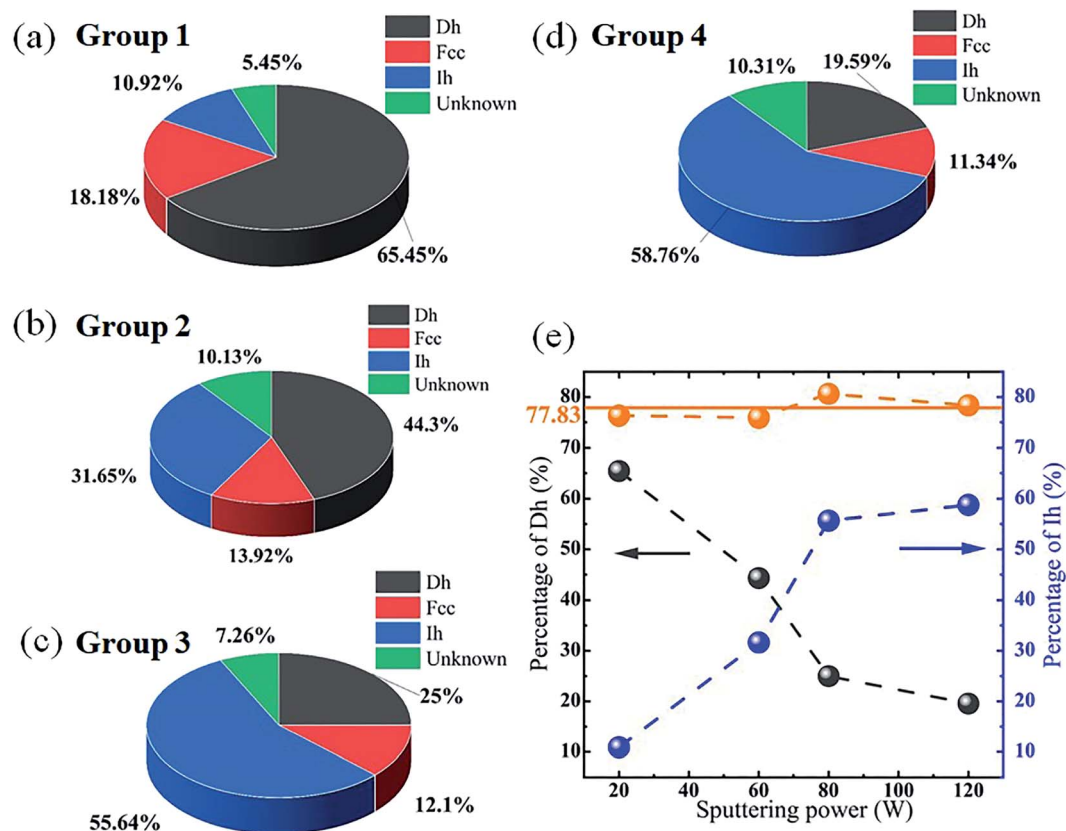 (a) Group 1
Dh
Fcc
Ih
Unknown
5.45%
10.92%
18.18%
65.45%
(d) Group 4
Dh
Fcc
Ih
Unknown
10.31%
19.59%
11.34%
58.76%
(b) Group 2
Dh
Fcc
Ih
Unknown
10.13%
44.3%
31.65%
13.92%
(c) Group 3
Dh
Fcc
Ih
Unknown
7.26%
25%
12.1%
55.64%
(e)
80
77.83
70
60
50
40
30
20
10
Percentage of Dh (%)
80
70
60
50
40
30
20
10
Percentage of Ih (%)
20 40 60 80 100 120
Sputtering power (W)